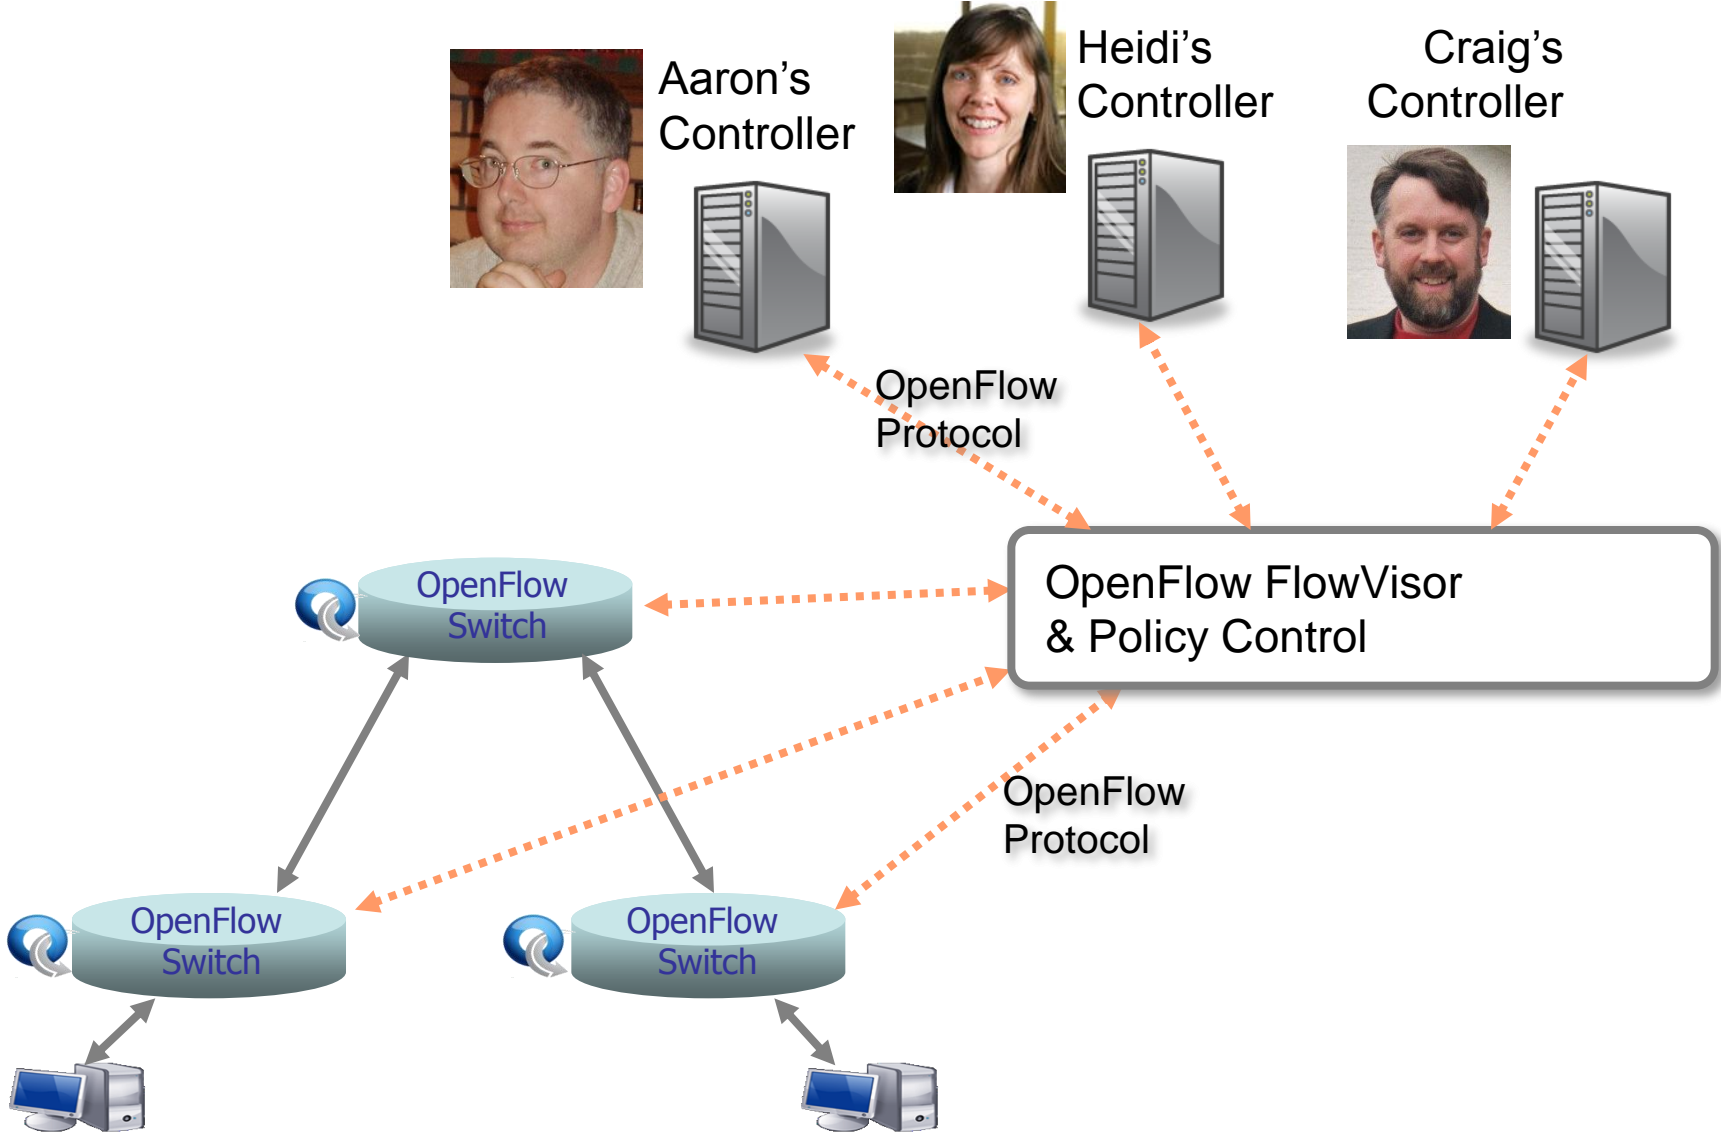 Aaron’s
Controller
Heidi’s
Controller
Craig’s
Controller
OpenFlow
Protocol
OpenFlow FlowVisor
& Policy Control
OpenFlow
Switch
OpenFlow
Protocol
OpenFlow
Switch
OpenFlow
Switch